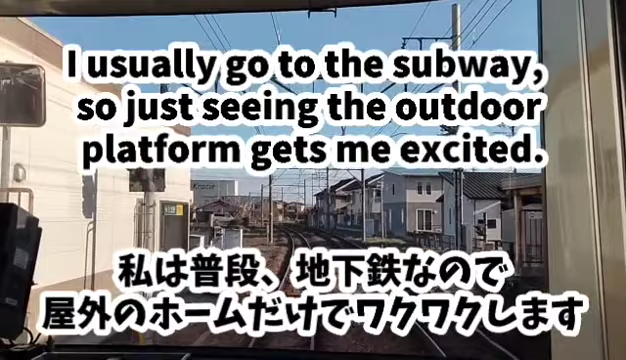 I usually go to the subway,
so just seeing the outdoor
platform gets me excited.
私は普段、地下鉄なので
屋外のホームだけでワクワクします